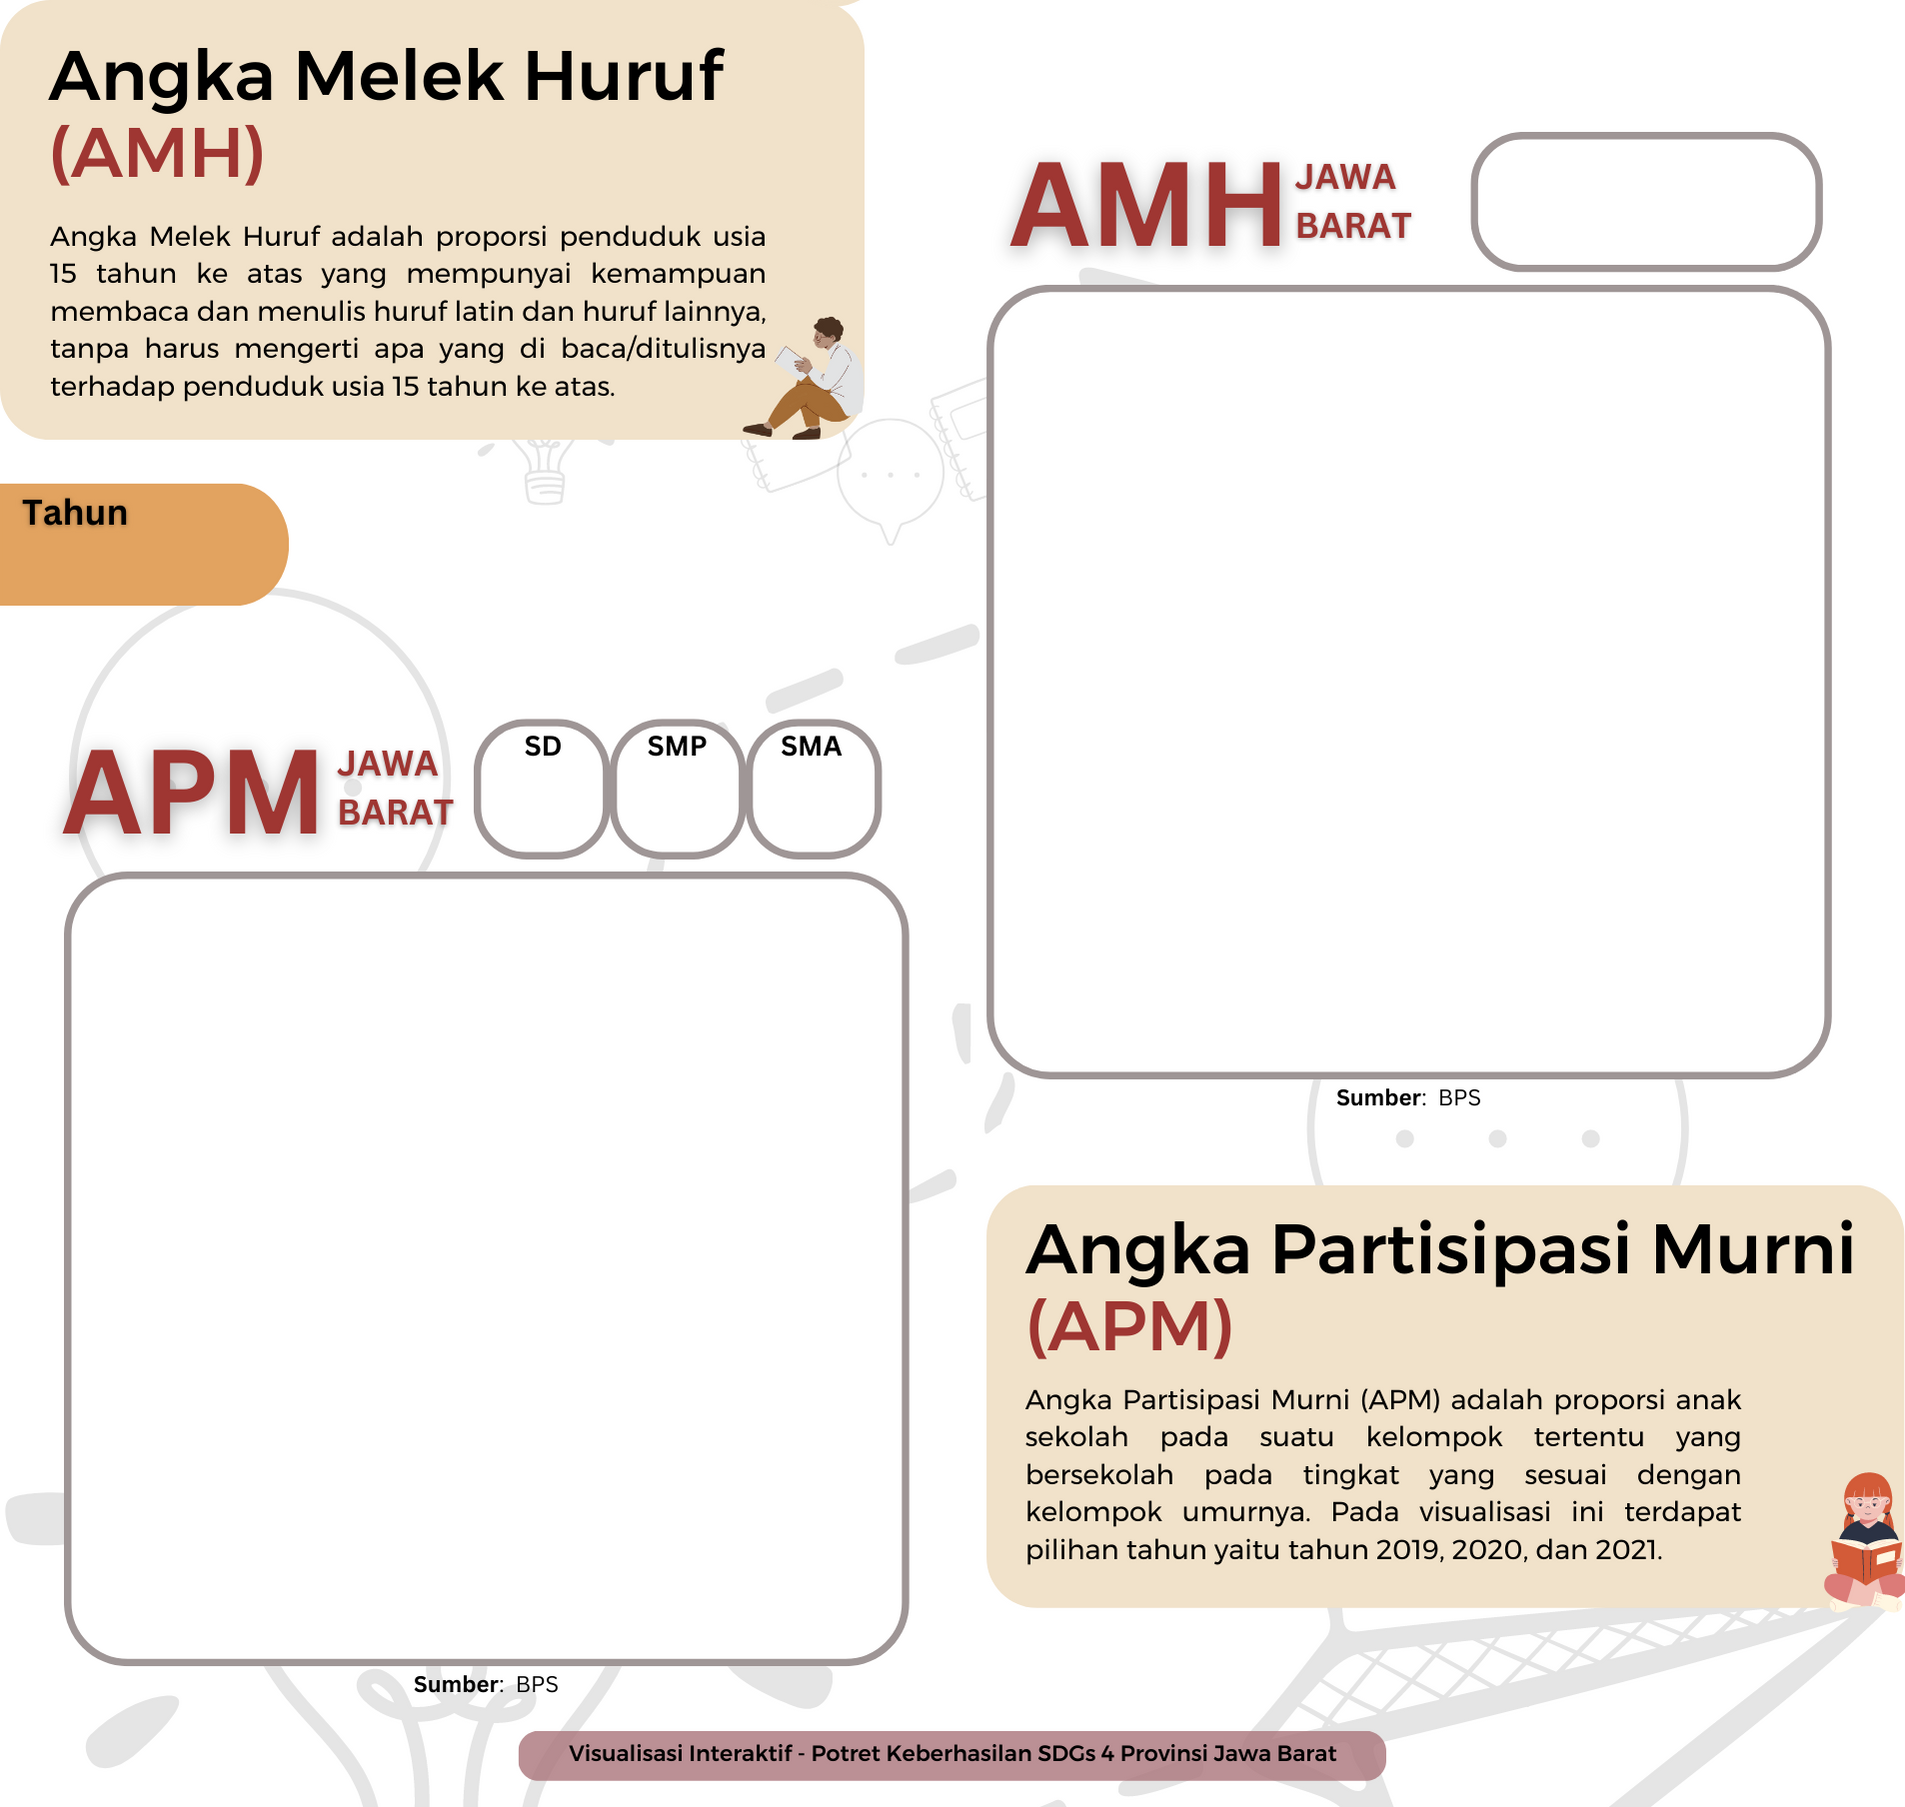 Angka Melek Huruf
(AMH)
Angka Melek Huruf adalah proporsi penduduk usia
15 tahun ke atas yang mempunyai kemampuan
membaca dan menulis huruf latin dan huruf lainnya,
tanpa harus mengerti apa yang di baca/ditulisnya
terhadap penduduk usia 15 tahun ke atas.
AMH
JAWA
BARAT
Tahun
APM
JAWA
BARAT
SD
SMP
SMA
Sumber: BPS
Angka Partisipasi Murni
(APM)
Angka Partisipasi Murni (APM) adalah proporsi anak
sekolah pada suatu kelompok tertentu yang
bersekolah pada tingkat yang sesuai dengan
kelompok umurnya. Pada visualisasi ini terdapat
pilihan tahun yaitu tahun 2019, 2020, dan 2021.
Sumber: BPS
Visualisasi Interaktif - Potret Keberhasilan SDGs 4 Provinsi Jawa Barat